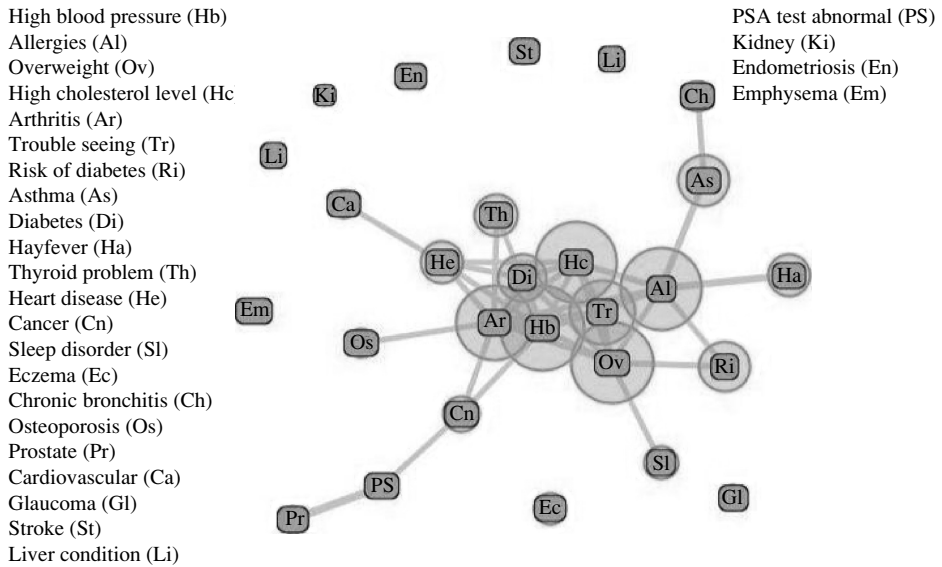 High blood pressure (Hb)
Allergies (Al)
Overweight (Ov)
High cholesterol level (Hc
Arthritis (Ar)
Trouble seeing (Tr)
Risk of diabetes (Ri)
Asthma (As)
Diabetes (Di)
Hayfever (Ha)
Thyroid problem (Th)
Heart disease (He)
Cancer (Cn)
Sleep disorder (Sl)
Eczema (Ec)
Chronic bronchitis (Ch)
Osteoporosis (Os)
Prostate (Pr)
Cardiovascular (Ca)
Glaucoma (Gl)
Stroke (St)
Liver condition (Li)
PSA test abnormal (PS)
Kidney (Ki)
Endometriosis (En)
Emphysema (Em)
St
Li
En
Ki
Ch
Li
As
Ca
Th
He
Di
Hc
Al
Ha
Em
Ar
Hb
Tr
Os
Ov
Ri
Cn
Sl
PS
Gl
Ec
Pr